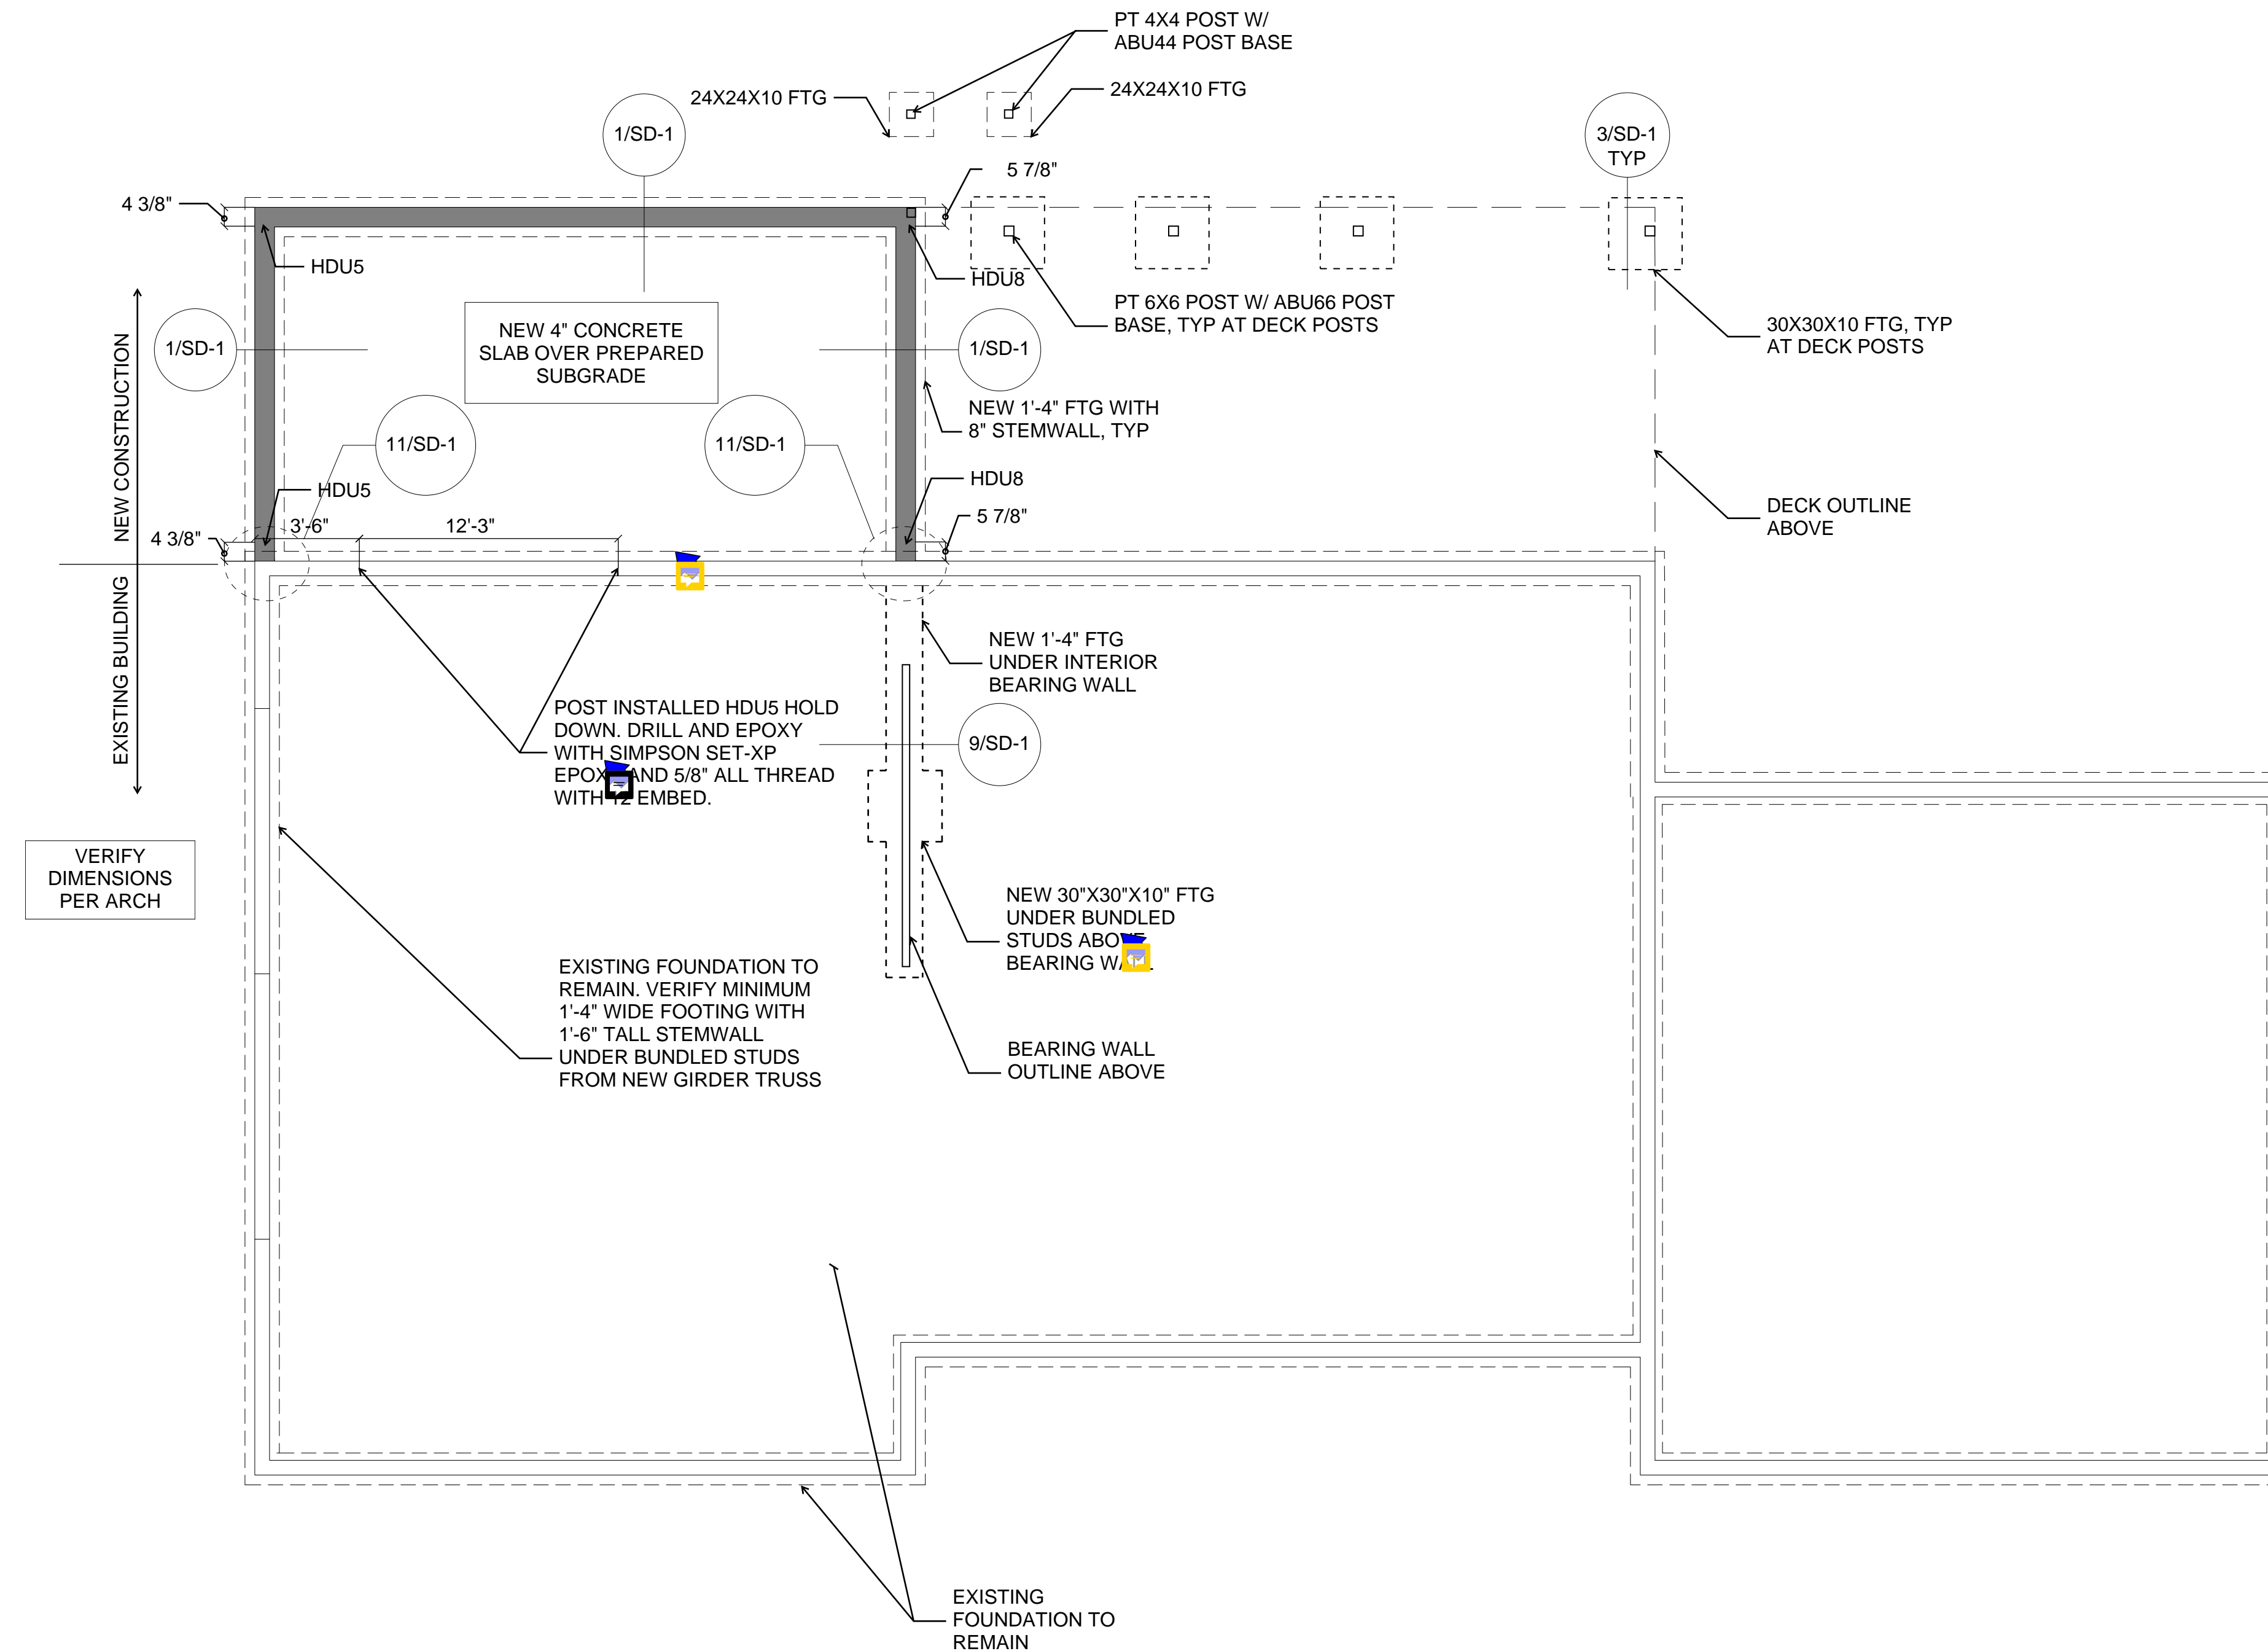 PT 4X4 POST W/
ABU44 POST BASE
24X24X10 FTG
24X24X10 FTG
1/SD-1
3/SD-1
TYP
5 7/8"
4 3/8"
HDU5
HDU8
PT 6X6 POST W/ ABU66 POST
BASE, TYP AT DECK POSTS
30X30X10 FTG, TYP
AT DECK POSTS
NEW 4" CONCRETE
SLAB OVER PREPARED
SUBGRADE
1/SD-1
1/SD-1
NEW CONSTRUCTION
NEW 1'-4" FTG WITH
8" STEMWALL, TYP
11/SD-1
11/SD-1
HDU5
HDU8
DECK OUTLINE
ABOVE
3'-6"
12'-3"
5 7/8"
4 3/8"
EXISTING BUILDING
NEW 1'-4" FTG
UNDER INTERIOR
BEARING WALL
POST INSTALLED HDU5 HOLD
DOWN. DRILL AND EPOXY
WITH SIMPSON SET-XP
AND 5/8" ALL THREAD
WITH 12 EMBED.
9/SD-1
VERIFY
DIMENSIONS
PER ARCH
NEW 30"X30"X10" FTG
UNDER BUNDLED
STUDS
BEARING
EXISTING FOUNDATION TO
REMAIN. VERIFY MINIMUM
1'-4" WIDE FOOTING WITH
1'-6" TALL STEMWALL
UNDER BUNDLED STUDS
FROM NEW GIRDER TRUSS
BEARING WALL
OUTLINE ABOVE
EXISTING
FOUNDATION TO
REMAIN